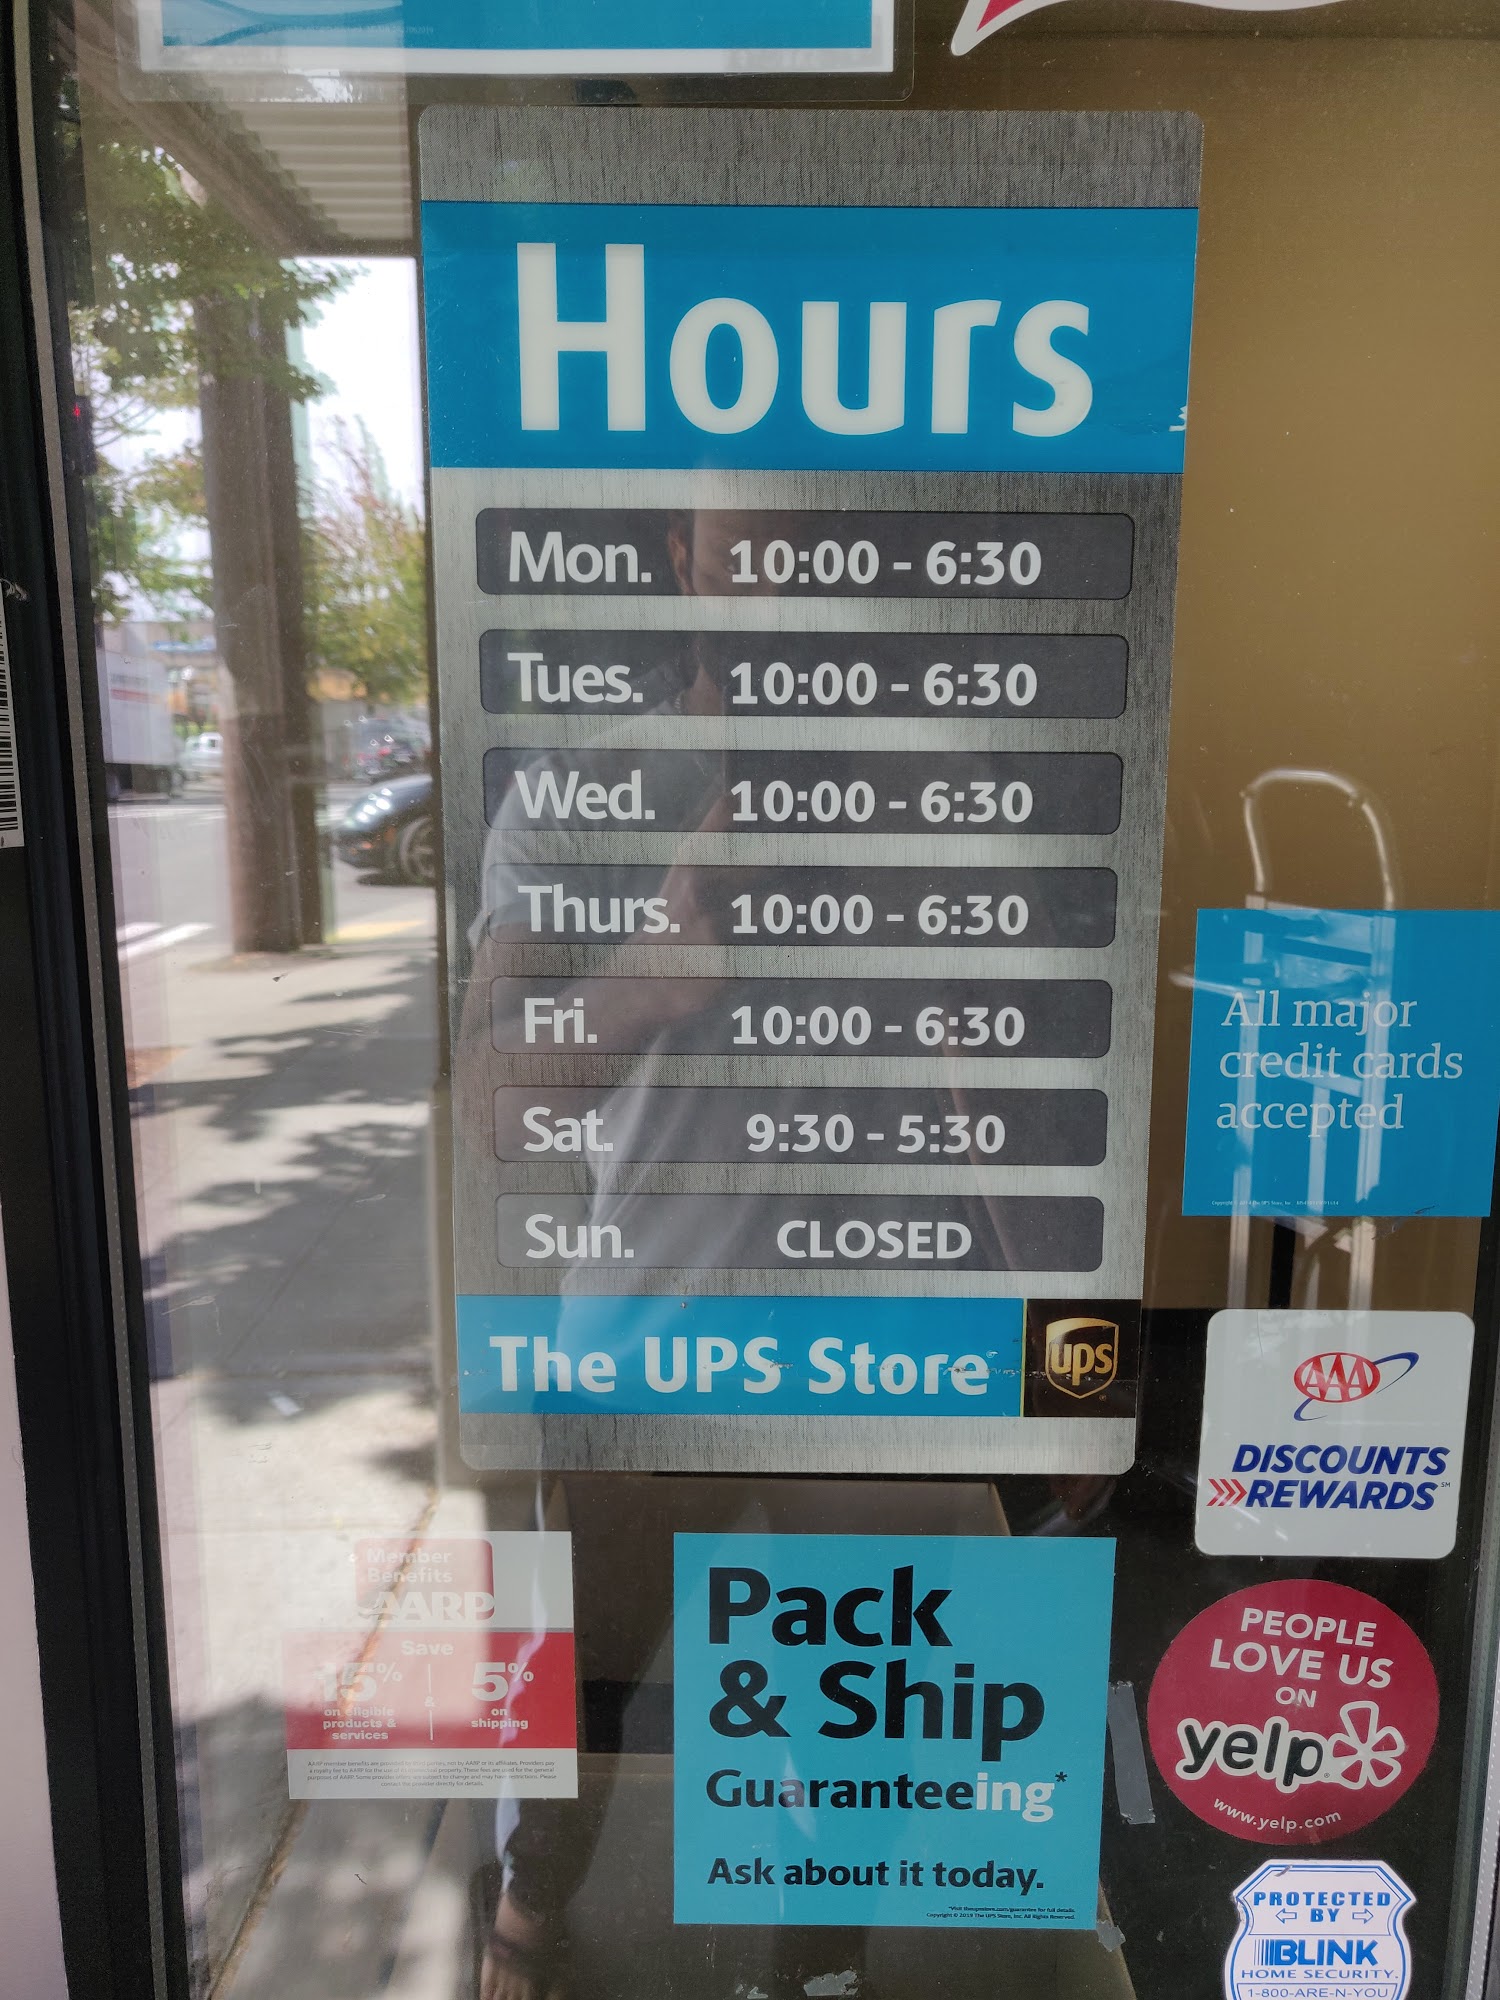 Hours
Mon. 10:00 - 6:30
Tues. 10:00 - 6:30
Wed. 10:00 - 6:30
Thurs. 10:00 - 6:30
Fri. 10:00 - 6:30
Sat. 9:30 - 5:30
Sun. CLOSED
The UPS Store
ups
All major
credit cards
accepted
AAA
DISCOUNTS
REWARDS
Member
Benefits
AARP
Save
15% & 5%
on eligible
products &
services
on
shipping
Pack
& Ship
Guaranteeing*
Ask about it today.
PEOPLE
LOVE US
ON
yelp
www.yelp.com
PROTECTED
BY
BLINK
HOME SECURITY.
1-800-ARE-N-YOU